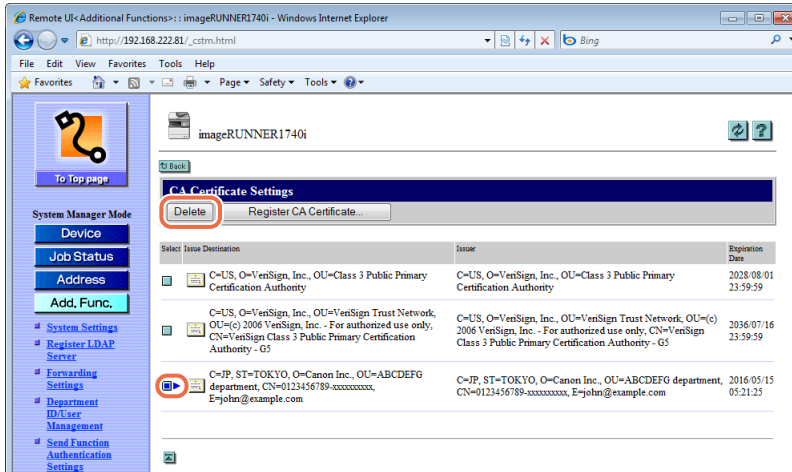 Remote UI<Additional Functions>: : imageRUNNER1740i - Windows Internet Explorer
http://192.168.222.81/_cstm.html
Bing
File Edit View Favorites Tools Help
Favorites
Page Safety Tools
imageRUNNER1740i
To Top page
Back
CA Certificate Settings
Delete
Register CA Certificate...
System Manager Mode
Device
Job Status
Address
Add. Func.
System Settings
Register LDAP
Server
Forwarding
Settings
Department
ID/User
Management
Send Function
Authentication
Settings
Select Issue Destination Issuer Expiration
Date
C=US, O=VeriSign, Inc., OU=Class 3 Public Primary
Certification Authority
C=US, O=VeriSign, Inc., OU=Class 3 Public Primary
Certification Authority
2028/08/01
23:59:59
C=US, O=VeriSign, Inc., OU=VeriSign Trust Network,
OU=(c) 2006 VeriSign, Inc. - For authorized use only,
CN=VeriSign Class 3 Public Primary Certification
Authority - G5
C=US, O=VeriSign, Inc., OU=VeriSign Trust Network, OU=(c)
2006 VeriSign, Inc. - For authorized use only, CN=VeriSign
Class 3 Public Primary Certification Authority - G5
2036/07/16
23:59:59
C=JP, ST=TOKYO, O=Canon Inc., OU=ABCDEFG
department, CN=0123456789-xxxxxxxxxx,
E=john@example.com
C=JP, ST=TOKYO, O=Canon Inc., OU=ABCDEFG department,
CN=0123456789-xxxxxxxxxx, E=john@example.com
2016/05/15
05:21:25